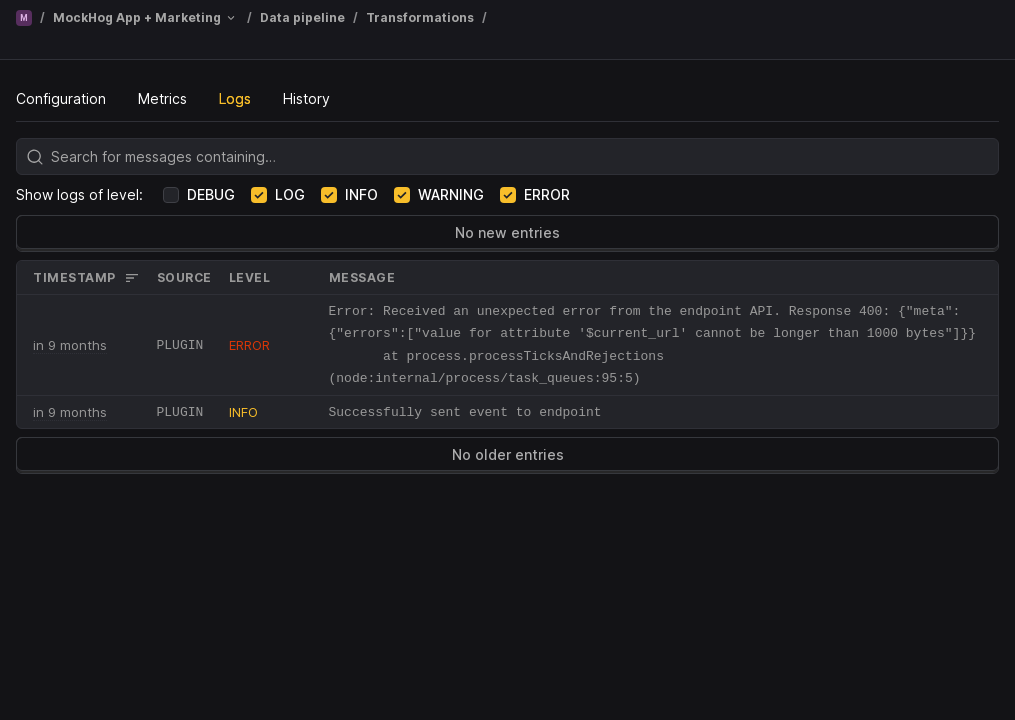 M / MockHog App + Marketing / Data pipeline / Transformations /
Configuration Metrics Logs History
Search for messages containing…
Show logs of level: DEBUG LOG INFO WARNING ERROR
No new entries
TIMESTAMP SOURCE LEVEL MESSAGE
in 9 months PLUGIN ERROR Error: Received an unexpected error from the endpoint API. Response 400: {"meta":
{"errors":["value for attribute '$current_url' cannot be longer than 1000 bytes"]}}
at process.processTicksAndRejections
(node:internal/process/task_queues:95:5)
in 9 months PLUGIN INFO Successfully sent event to endpoint
No older entries